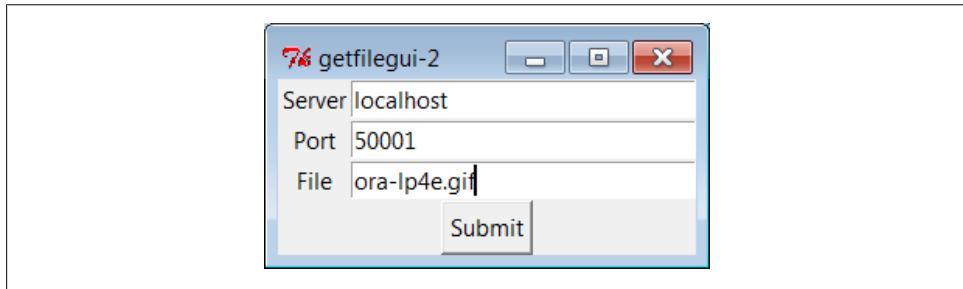 getfilegui-2
Server localhost
Port 50001
File ora-lp4e.gif
Submit